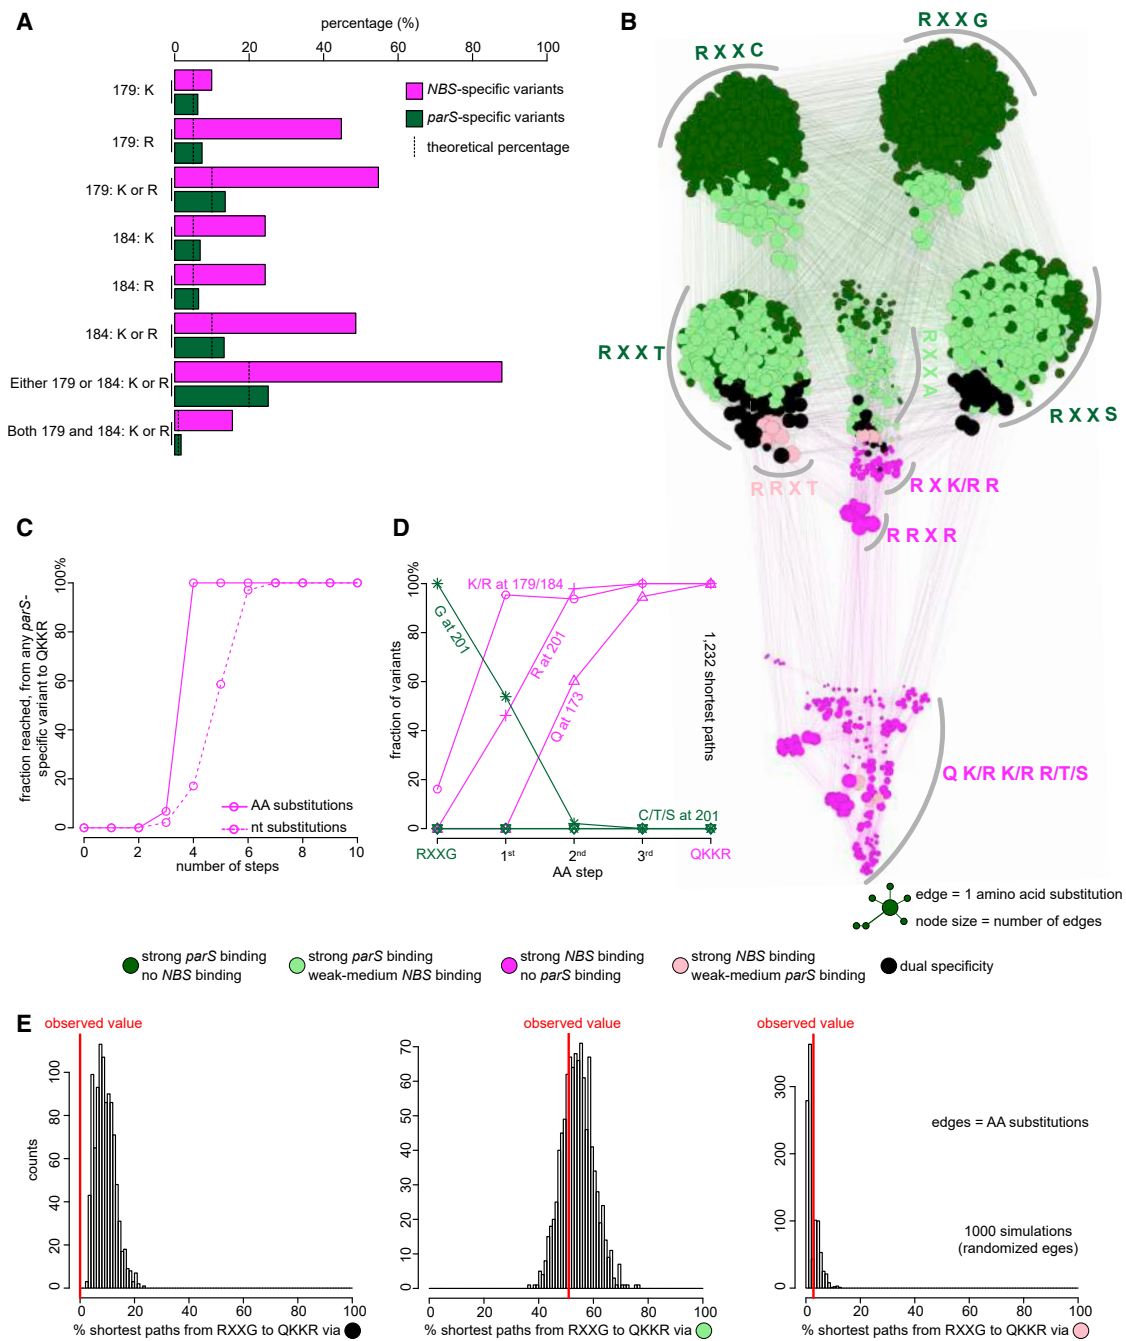 A
percentage (%)
0 20 40 60 80 100
179: K
179: R
179: K or R
184: K
184: R
184: K or R
Either 179 or 184: K or R
Both 179 and 184: K or R
NBS-specific variants
parS-specific variants
theoretical percentage
B
R X X C
R X X G
R X X T
R X X A
R X X S
R R X T
R X K/R R
R R X R
Q K/R K/R R/T/S
edge = 1 amino acid substitution
node size = number of edges
C
fraction reached, from any parS-
specific variant to QKKR
100%
80
60
40
20
0
0 2 4 6 8 10
number of steps
AA substitutions
nt substitutions
D
fraction of variants
100%
80
60
40
20
0
K/R at 179/184
G at 201
R at 201
Q at 173
C/T/S at 201
1,232 shortest paths
RXXG 1st 2nd 3rd QKKR
AA step
strong parS binding
no NBS binding
strong parS binding
weak-medium NBS binding
strong NBS binding
no parS binding
strong NBS binding
weak-medium parS binding
dual specificity
E
observed value
counts
100
80
60
40
20
0
0 20 40 60 80 100
% shortest paths from RXXG to QKKR via
observed value
70
60
50
40
30
20
10
0
0 20 40 60 80 100
% shortest paths from RXXG to QKKR via
observed value
300
200
100
0
edges = AA substitutions
1000 simulations
(randomized eges)
0 20 40 60 80 100
% shortest paths from RXXG to QKKR via